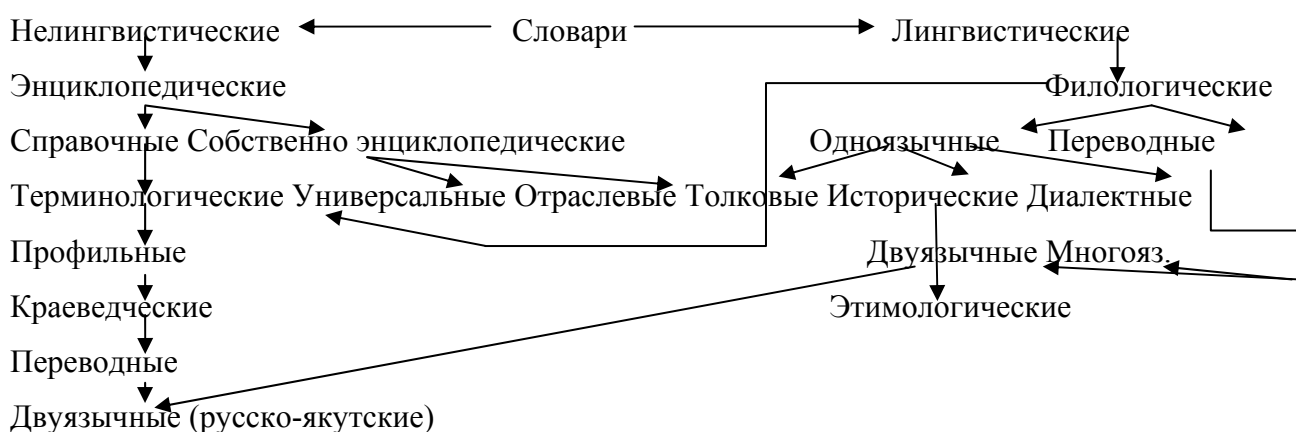 Нелингвистические Словари Лингвистические
Энциклопедические Филологические
Справочные Собственно энциклопедические Одноязычные Переводные
Терминологические Универсальные Отраслевые Толковые Исторические Диалектные
Профильные Двуязычные Многояз.
Краеведческие Этимологические
Переводные
Двуязычные (русско-якутские)